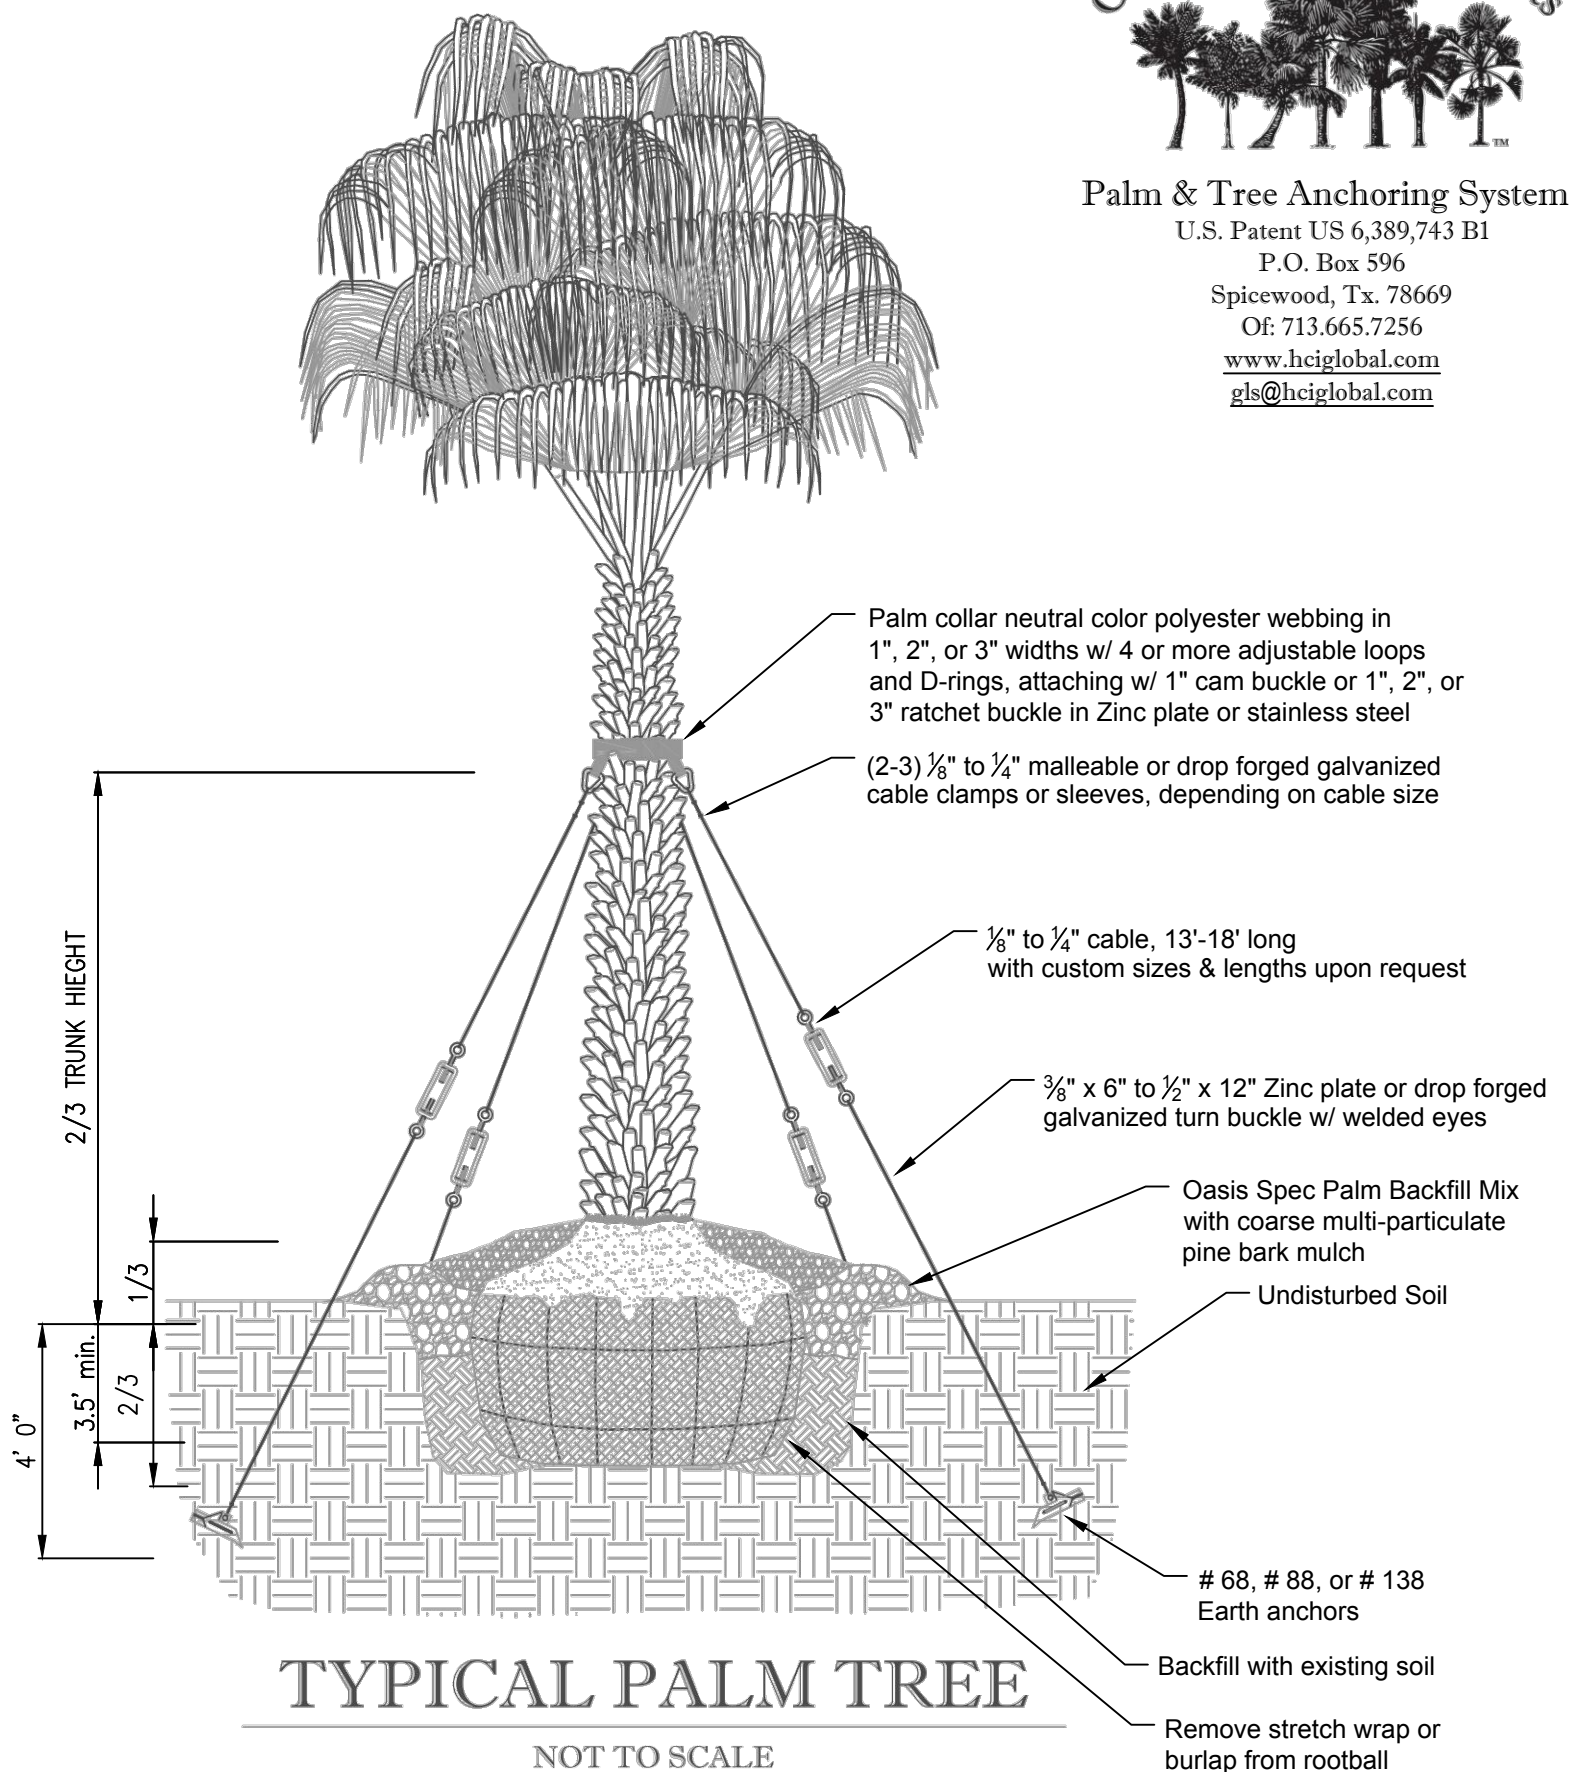 TM
Palm & Tree Anchoring System
U.S. Patent US 6,389,743 B1
P.O. Box 596
Spicewood, Tx. 78669
Of: 713.665.7256
www.hciglobal.com
gls@hciglobal.com
Palm collar neutral color polyester webbing in
1", 2", or 3" widths w/ 4 or more adjustable loops
and D-rings, attaching w/ 1" cam buckle or 1", 2", or
3" ratchet buckle in Zinc plate or stainless steel
(2-3) ⅛" to ¼" malleable or drop forged galvanized
cable clamps or sleeves, depending on cable size
⅛" to ¼" cable, 13'-18' long
with custom sizes & lengths upon request
⅜" x 6" to ½" x 12" Zinc plate or drop forged
galvanized turn buckle w/ welded eyes
Oasis Spec Palm Backfill Mix
with coarse multi-particulate
pine bark mulch
Undisturbed Soil
2/3 TRUNK HIEGHT
1/3
3.5' min.
2/3
4' 0"
# 68, # 88, or # 138
Earth anchors
Backfill with existing soil
Remove stretch wrap or
burlap from rootball
TYPICAL PALM TREE
NOT TO SCALE